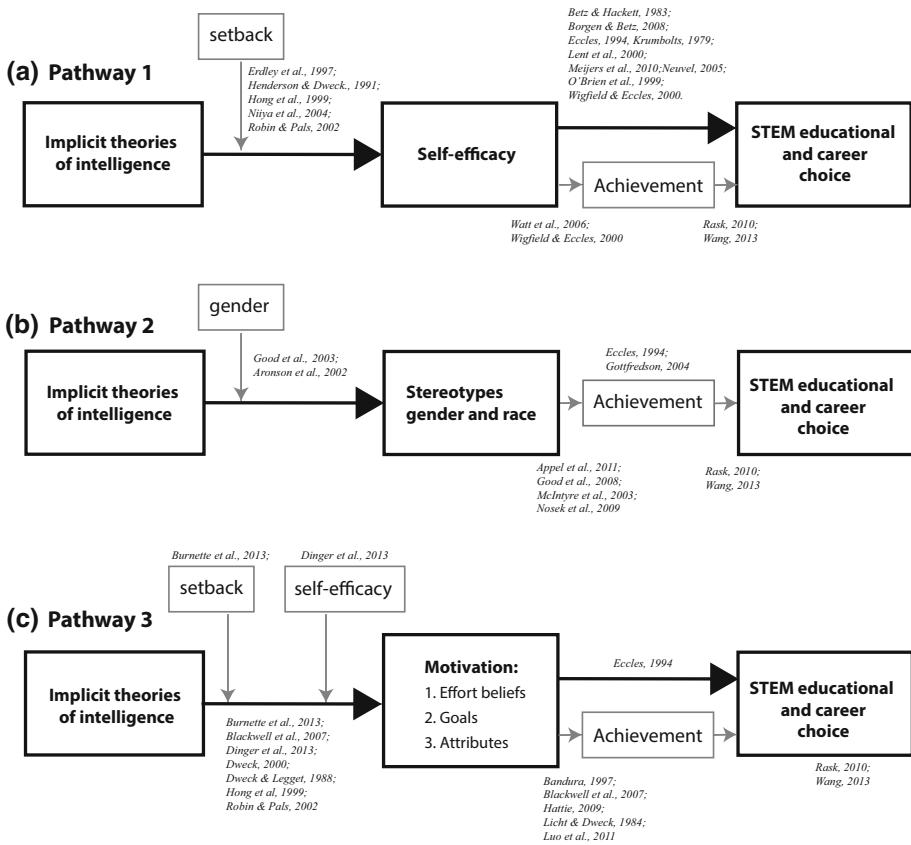 setback
Betz & Hackett, 1983;
Borgen & Betz, 2008;
Eccles, 1994, Krumbolts, 1979;
Lent et al., 2000;
Meijers et al., 2010;Neuvel, 2005;
O'Brien et al., 1999;
Wigfield & Eccles, 2000.
(a) Pathway 1
Erdley et al., 1997;
Henderson & Dweck., 1991;
Hong et al., 1999;
Niiya et al., 2004;
Robin & Pals, 2002
Implicit theories
of intelligence
Self-efficacy
Achievement
STEM educational
and career
choice
Watt et al., 2006;
Wigfield & Eccles, 2000
Rask, 2010;
Wang, 2013
(b) Pathway 2
gender
Good et al., 2003;
Aronson et al., 2002
Implicit theories
of intelligence
Stereotypes
gender and race
Eccles, 1994;
Gottfredson, 2004
Achievement
STEM educational
and career
choice
Appel et al., 2011;
Good et al., 2008;
McIntyre et al., 2003;
Nosek et al., 2009
Rask, 2010;
Wang, 2013
Burnette et al., 2013;
Dinger et al., 2013
setback
self-efficacy
(c) Pathway 3
Implicit theories
of intelligence
Burnette et al., 2013;
Blackwell et al., 2007;
Dinger et al., 2013;
Dweck, 2000;
Dweck & Legget, 1988;
Hong et al, 1999;
Robin & Pals, 2002
Motivation:
1. Effort beliefs
2. Goals
3. Attributes
Eccles, 1994
Achievement
STEM educational
and career
choice
Bandura, 1997;
Blackwell et al., 2007;
Hattie, 2009;
Licht & Dweck, 1984;
Luo et al., 2011
Rask, 2010;
Wang, 2013